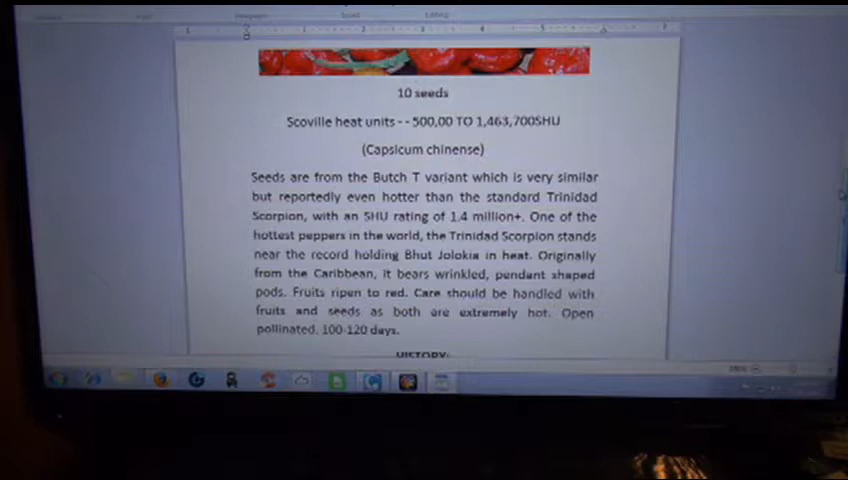 10 seeds
Scoville heat units - - 500,00 TO 1,463,700SHU
(Capsicum chinense)
Seeds are from the Butch T variant which is very similar
but reportedly even hotter than the standard Trinidad
Scorpion, with an SHU rating of 1.4 million+. One of the
hottest peppers in the world, the Trinidad Scorpion stands
near the record holding Bhut Jolokia in heat. Originally
from the Caribbean, it bears wrinkled, pendant shaped
pods. Fruits ripen to red. Care should be handled with
fruits and seeds as both are extremely hot. Open
pollinated. 100-120 days.
HISTORY: